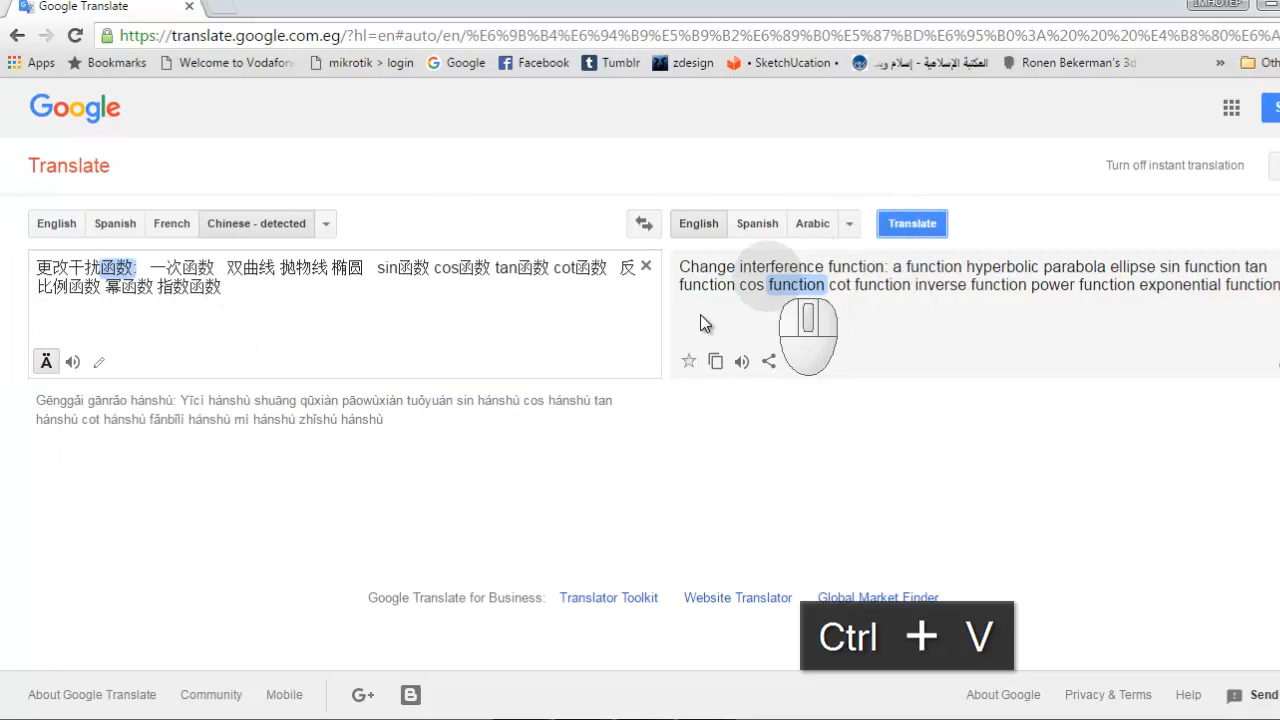 Google Translate
IMHOTEP
https://translate.google.com.eg/?hl=en#auto/en/%E6%9B%B4%E6%94%B9%E5%B9%B2%E6%89%B0%E5%87%BD%E6%95%B0%3A%20%20%20%E4%B8%80%E6%A
Apps Bookmarks Welcome to Vodafon mikrotik > login Google Facebook Tumblr zdesign • SketchUcation • المكتبة الإسلامية - إسلام وي Ronen Bekerman's 3d » Oth
Google
Translate
Turn off instant translation
English Spanish French Chinese - detected
English Spanish Arabic Translate
更改干扰函数: 一次函数 双曲线 抛物线 椭圆 sin函数 cos函数 tan函数 cot函数 反
比例函数 幂函数 指数函数
Ä
Change interference function: a function hyperbolic parabola ellipse sin function tan
function cos function cot function inverse function power function exponential function
Gēnggǎi gānrǎo hánshù: Yīcì hánshù shuāng qūxiàn pāowùxiàn tuǒyuán sin hánshù cos hánshù tan
hánshù cot hánshù fǎnbǐlì hánshù mì hánshù zhǐshù hánshù
Google Translate for Business: Translator Toolkit Website Translator Global Market Finder
Ctrl + V
About Google Translate Community Mobile G+ B About Google Privacy & Terms Help Send